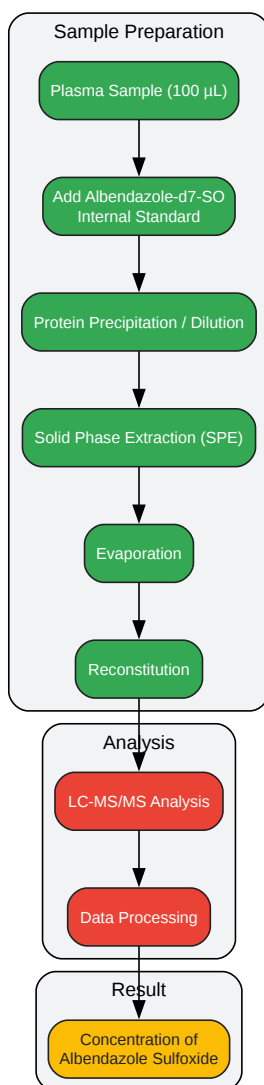 Sample Preparation
Plasma Sample (100 µL)
Add Albendazole-d7-SO
Internal Standard
Protein Precipitation / Dilution
Solid Phase Extraction (SPE)
Evaporation
Reconstitution
Analysis
LC-MS/MS Analysis
Data Processing
Result
Concentration of
Albendazole Sulfoxide